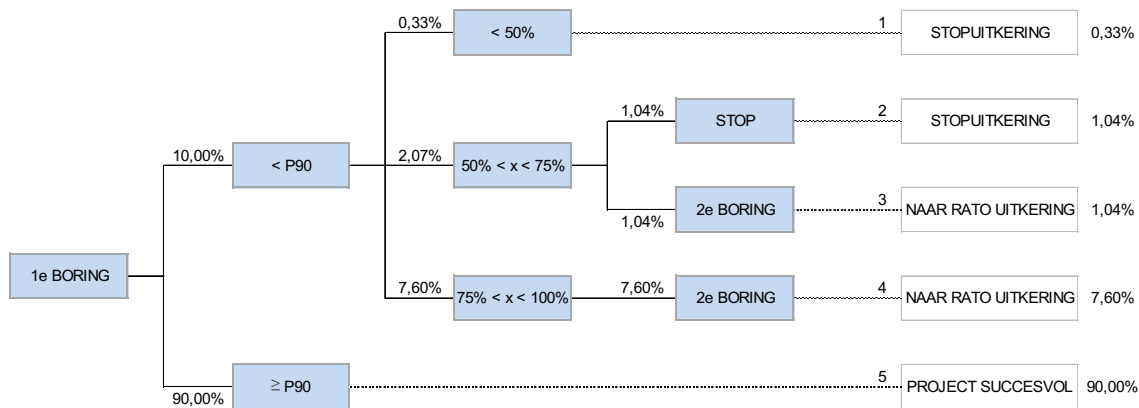 0,33% < 50% 1 STOPUITKERING 0,33%
1,04% STOP 2 STOPUITKERING 1,04%
10,00% < P90 2,07% 50% < x < 75%
1,04% 2e BORING 3 NAAR RATO UITKERING 1,04%
1e BORING
7,60% 75% < x < 100% 7,60% 2e BORING 4 NAAR RATO UITKERING 7,60%
90,00% ≥ P90 5 PROJECT SUCCESVOL 90,00%